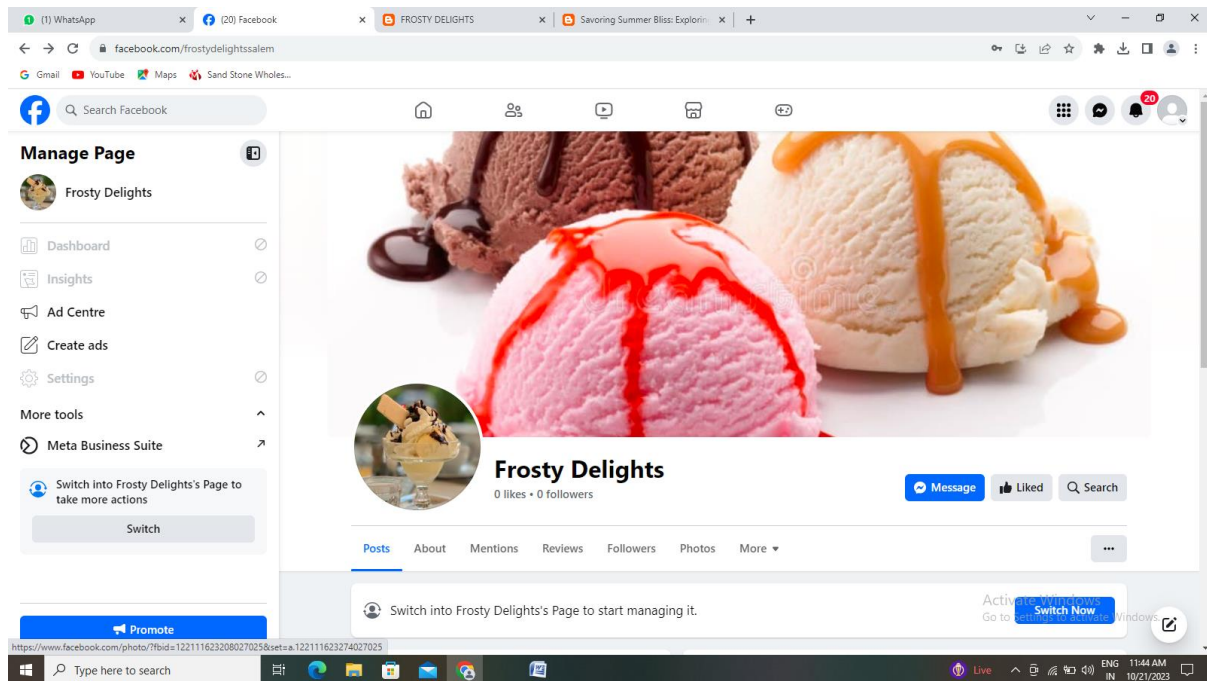 (1) WhatsApp
(20) Facebook
FROSTY DELIGHTS
Savoring Summer Bliss: Explorin
facebook.com/frostydelightssalem
Gmail YouTube Maps Sand Stone Wholes...
Search Facebook
20
Manage Page
Frosty Delights
Dashboard
Insights
Ad Centre
Create ads
Settings
More tools
Meta Business Suite
Switch into Frosty Delights's Page to
take more actions
Switch
Promote
dreamstime
Frosty Delights
0 likes • 0 followers
Message Liked Search
Posts About Mentions Reviews Followers Photos More
Switch into Frosty Delights's Page to start managing it.
Switch Now
Activate Windows
Go to Settings to activate Windows.
https://www.facebook.com/photo/?fbid=122111623208027025&set=a.122111623274027025
Type here to search
Live
ENG 11:44 AM
IN 10/21/2023